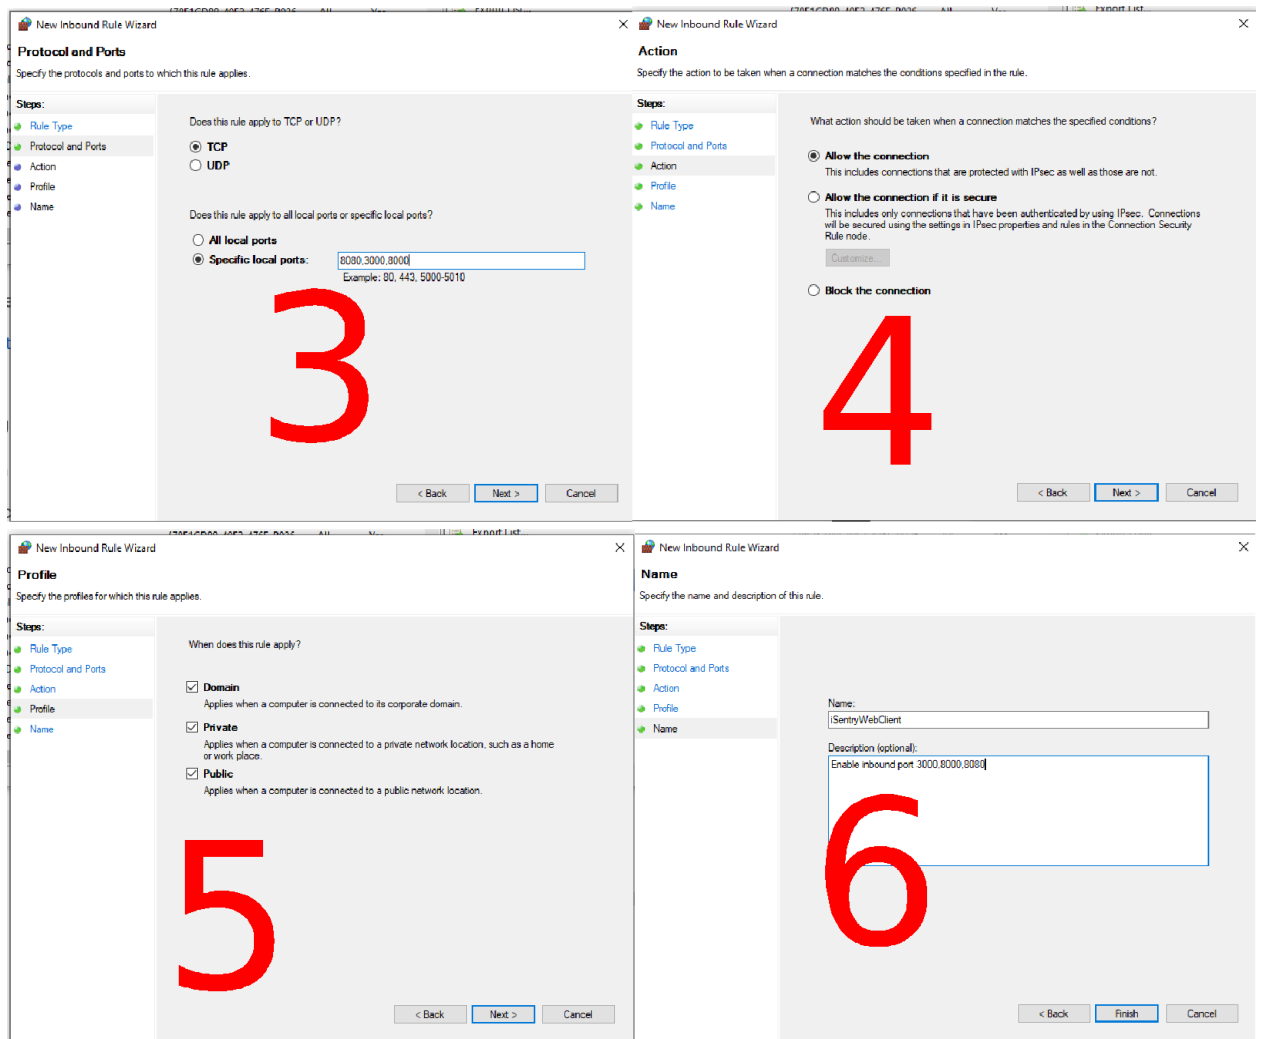 New Inbound Rule Wizard
Protocol and Ports
Specify the protocols and ports to which this rule applies.
Steps:
Rule Type
Protocol and Ports
Action
Profile
Name
Does this rule apply to TCP or UDP?
TCP
UDP
Does this rule apply to all local ports or specific local ports?
All local ports
Specific local ports:
8080,3000,8000
Example: 80, 443, 5000-5010
3
< Back
Next >
Cancel
New Inbound Rule Wizard
Action
Specify the action to be taken when a connection matches the conditions specified in the rule.
Steps:
Rule Type
Protocol and Ports
Action
Profile
Name
What action should be taken when a connection matches the specified conditions?
Allow the connection
This includes connections that are protected with IPsec as well as those are not.
Allow the connection if it is secure
This includes only connections that have been authenticated by using IPsec. Connections
will be secured using the settings in IPsec properties and rules in the Connection Security
Rule node.
Customize...
Block the connection
4
< Back
Next >
Cancel
New Inbound Rule Wizard
Profile
Specify the profiles for which this rule applies.
Steps:
Rule Type
Protocol and Ports
Action
Profile
Name
When does this rule apply?
Domain
Applies when a computer is connected to its corporate domain.
Private
Applies when a computer is connected to a private network location, such as a home
or work place.
Public
Applies when a computer is connected to a public network location.
5
< Back
Next >
Cancel
New Inbound Rule Wizard
Name
Specify the name and description of this rule.
Steps:
Rule Type
Protocol and Ports
Action
Profile
Name
Name:
iSentryWebClient
Description (optional):
Enable inbound port 3000,8000,8080
6
< Back
Finish
Cancel